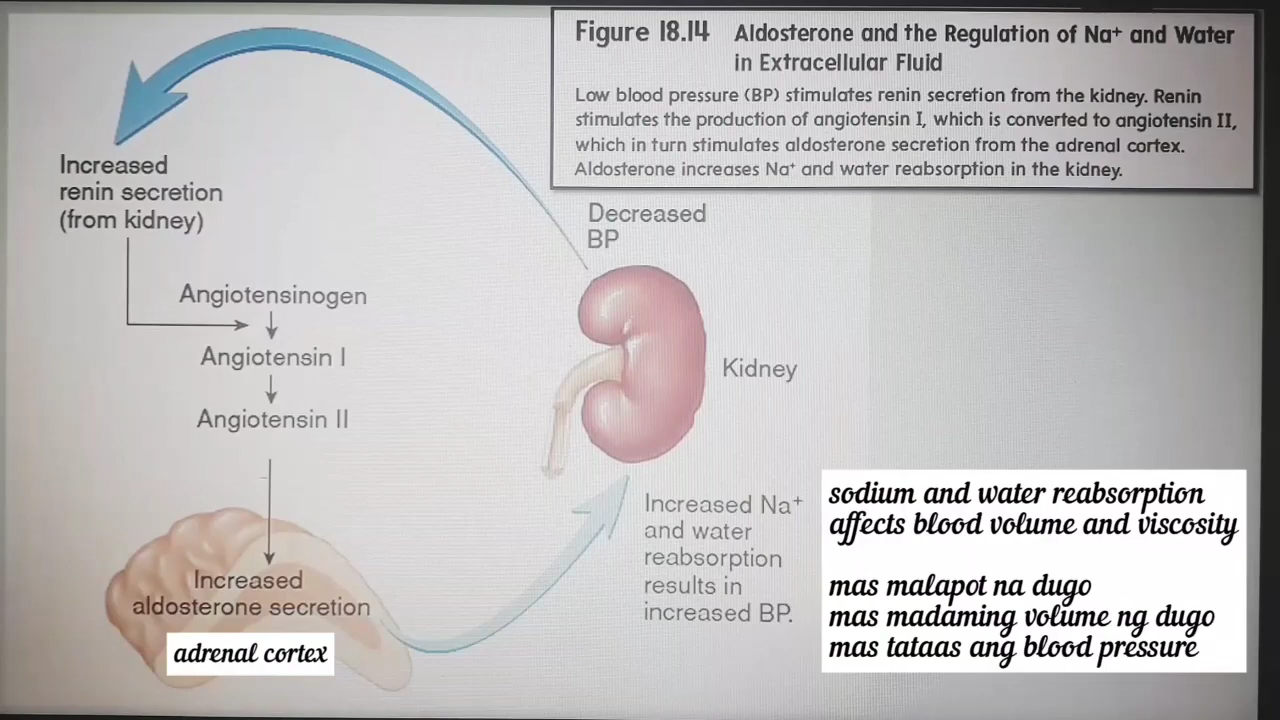 Figure 18.14 Aldosterone and the Regulation of Na+ and Water
in Extracellular Fluid
Low blood pressure (BP) stimulates renin secretion from the kidney. Renin
stimulates the production of angiotensin I, which is converted to angiotensin II,
which in turn stimulates aldosterone secretion from the adrenal cortex.
Aldosterone increases Na+ and water reabsorption in the kidney.
Increased
renin secretion
(from kidney)
Decreased
BP
Angiotensinogen
Angiotensin I
Angiotensin II
Kidney
Increased
aldosterone secretion
adrenal cortex
Increased Na+
and water
reabsorption
results in
increased BP.
sodium and water reabsorption
affects blood volume and viscosity
mas malapot na dugo
mas madaming volume ng dugo
mas tataas ang blood pressure